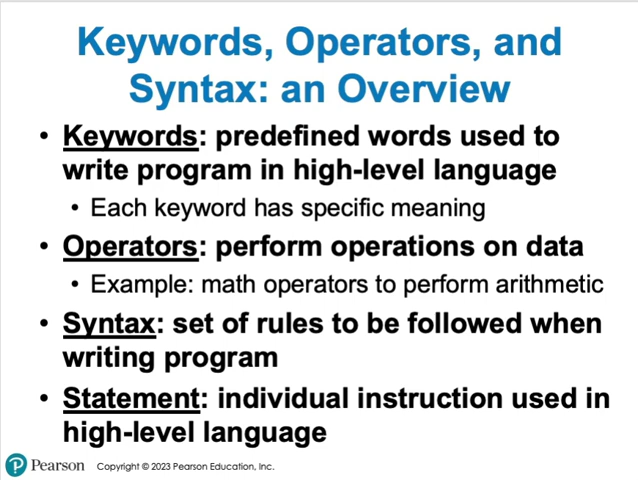 Keywords, Operators, and
Syntax: an Overview
• Keywords: predefined words used to
write program in high-level language
• Each keyword has specific meaning
• Operators: perform operations on data
• Example: math operators to perform arithmetic
• Syntax: set of rules to be followed when
writing program
• Statement: individual instruction used in
high-level language
P Pearson Copyright © 2023 Pearson Education, Inc.